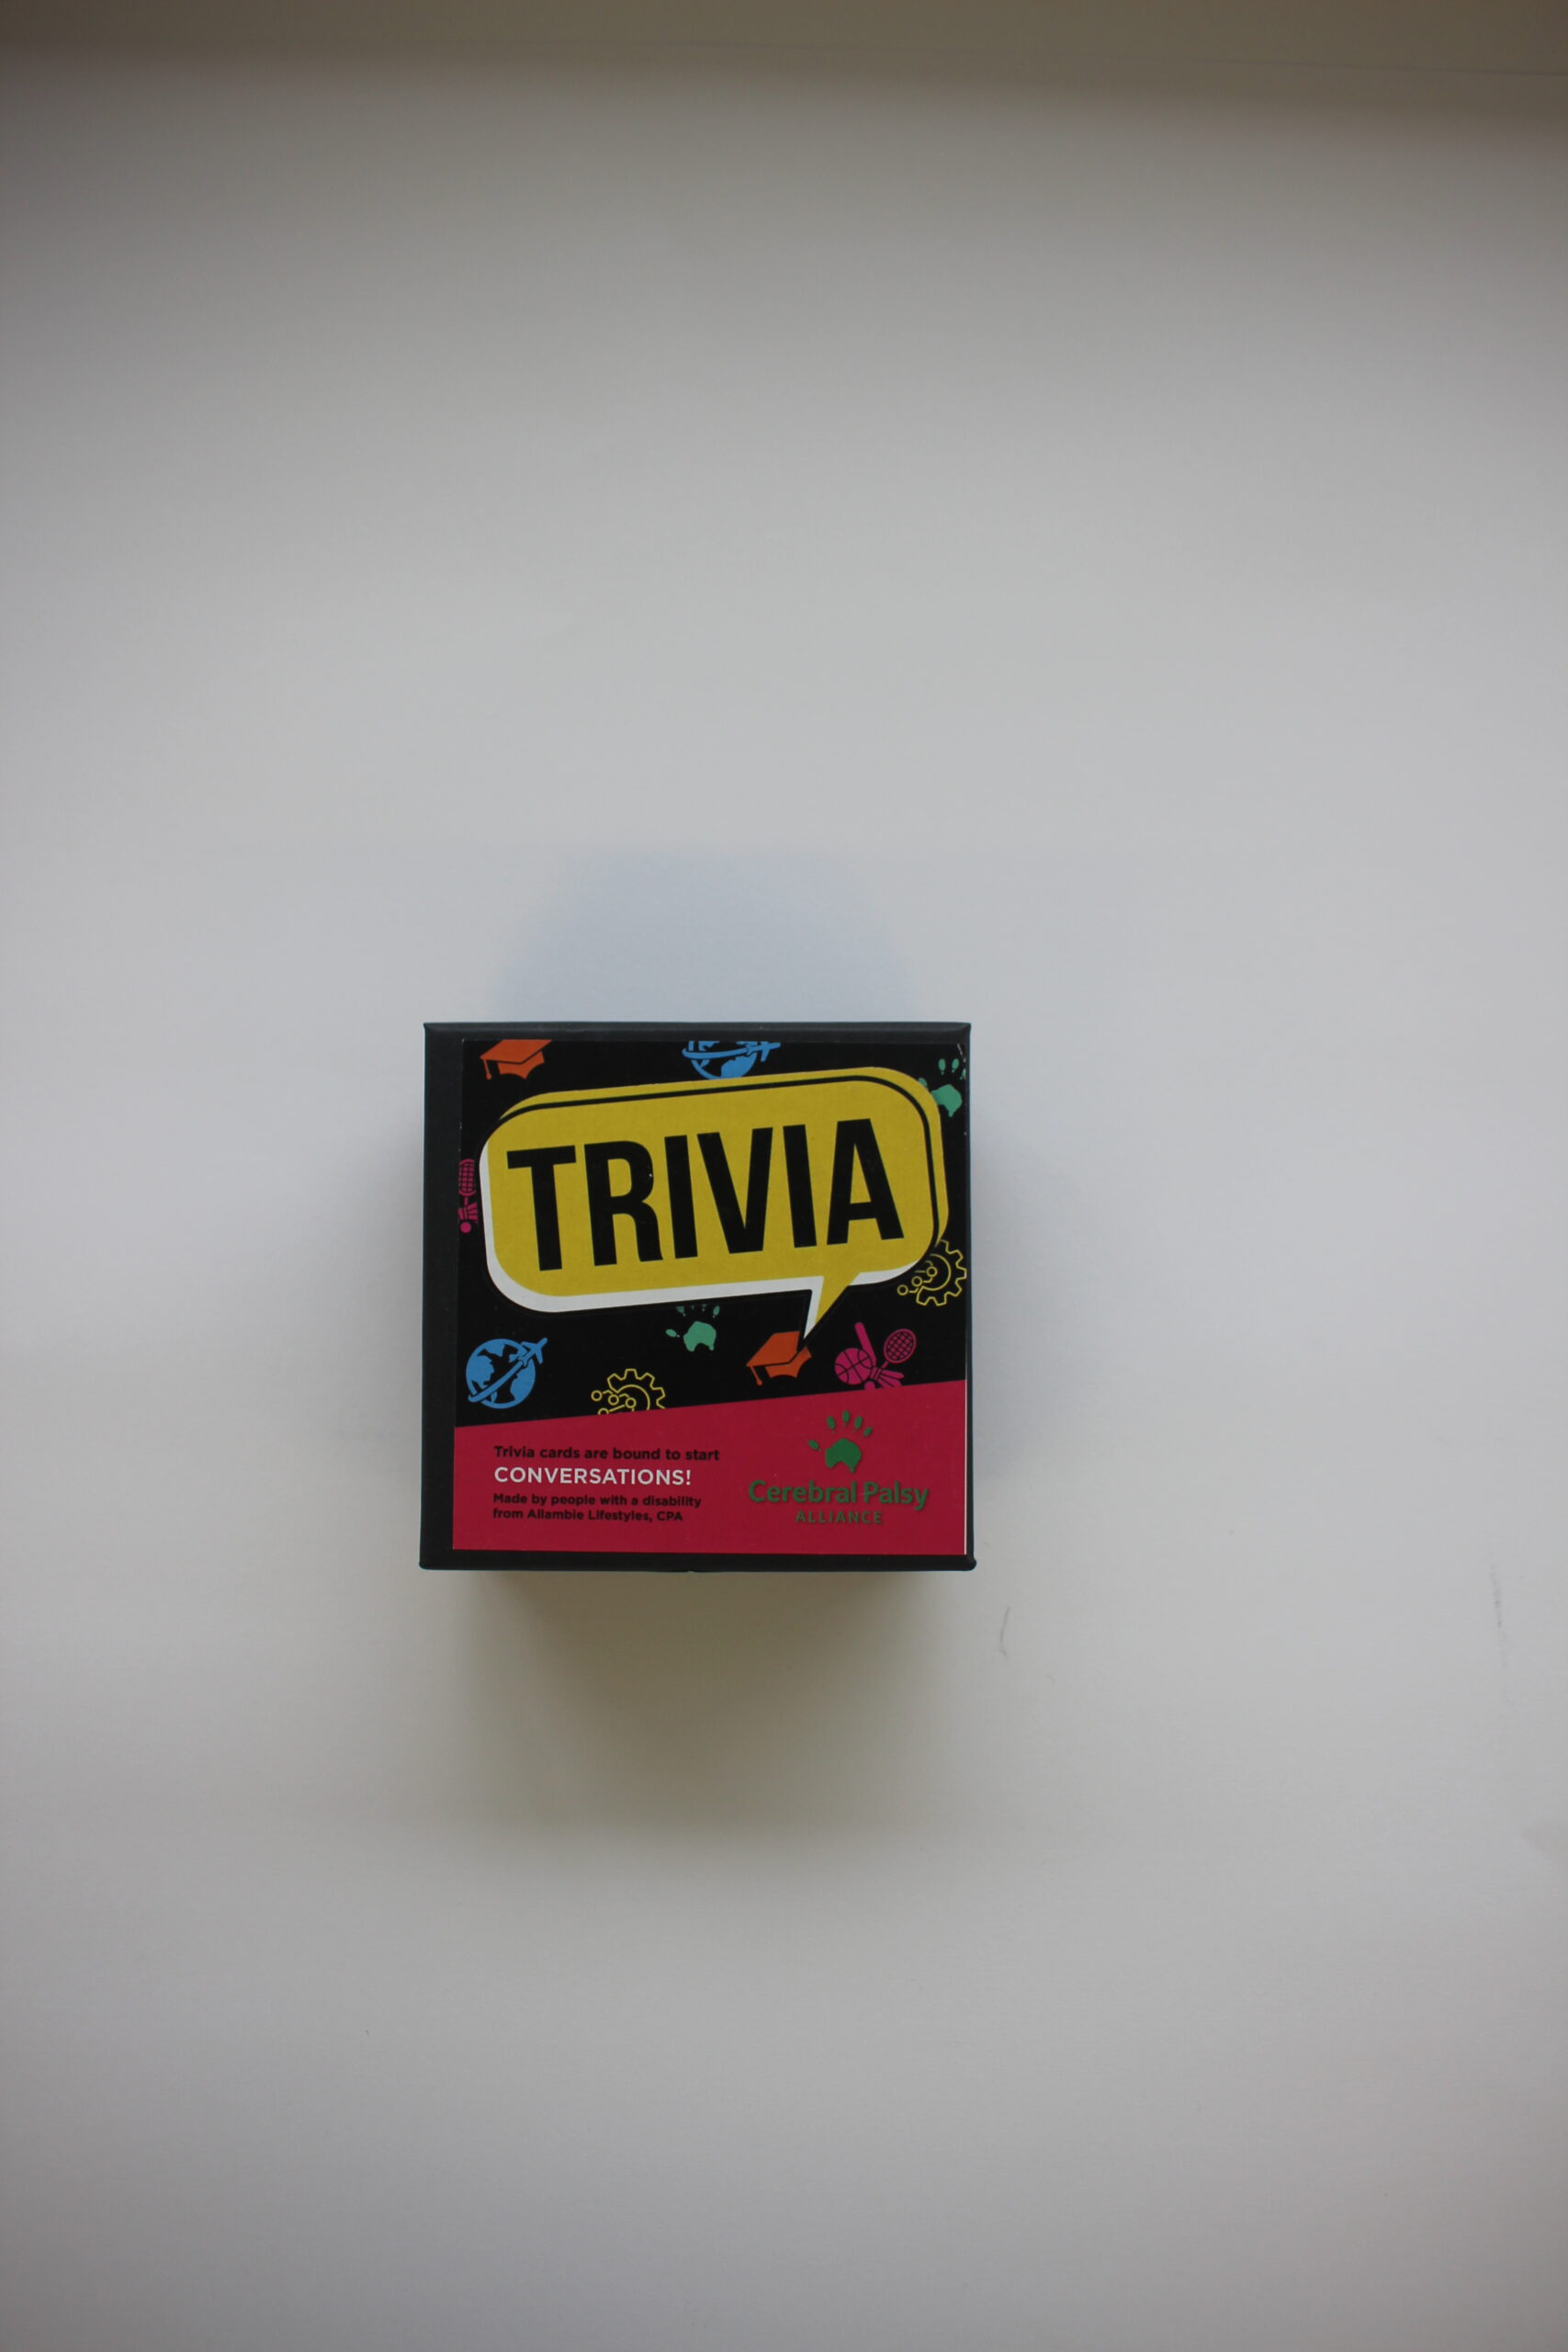 TRIVIA
Trivia cards are bound to start
CONVERSATIONS!
Made by people with a disability
from Allambie Lifestyles, CPA
Cerebral Palsy
ALLIANCE